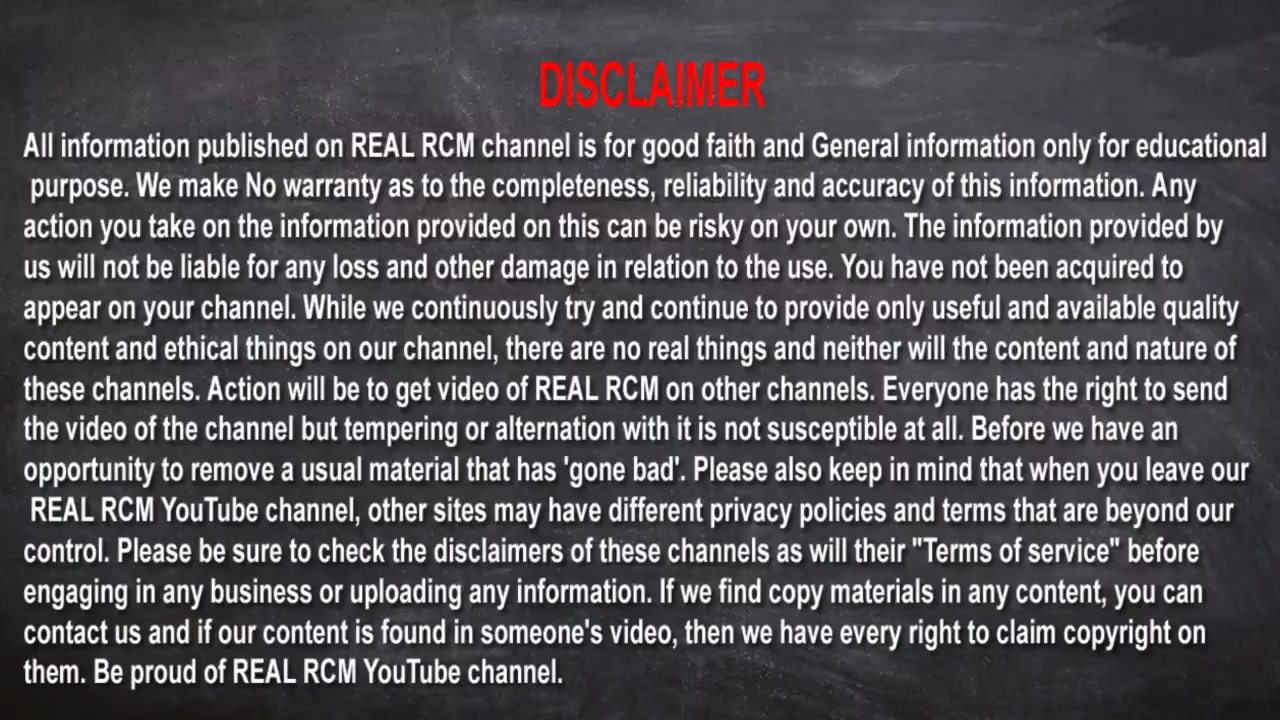 DISCLAIMER
All information published on REAL RCM channel is for good faith and General information only for educational
purpose. We make No warranty as to the completeness, reliability and accuracy of this information. Any
action you take on the information provided on this can be risky on your own. The information provided by
us will not be liable for any loss and other damage in relation to the use. You have not been acquired to
appear on your channel. While we continuously try and continue to provide only useful and available quality
content and ethical things on our channel, there are no real things and neither will the content and nature of
these channels. Action will be to get video of REAL RCM on other channels. Everyone has the right to send
the video of the channel but tempering or alternation with it is not susceptible at all. Before we have an
opportunity to remove a usual material that has 'gone bad'. Please also keep in mind that when you leave our
REAL RCM YouTube channel, other sites may have different privacy policies and terms that are beyond our
control. Please be sure to check the disclaimers of these channels as will their "Terms of service" before
engaging in any business or uploading any information. If we find copy materials in any content, you can
contact us and if our content is found in someone's video, then we have every right to claim copyright on
them. Be proud of REAL RCM YouTube channel.